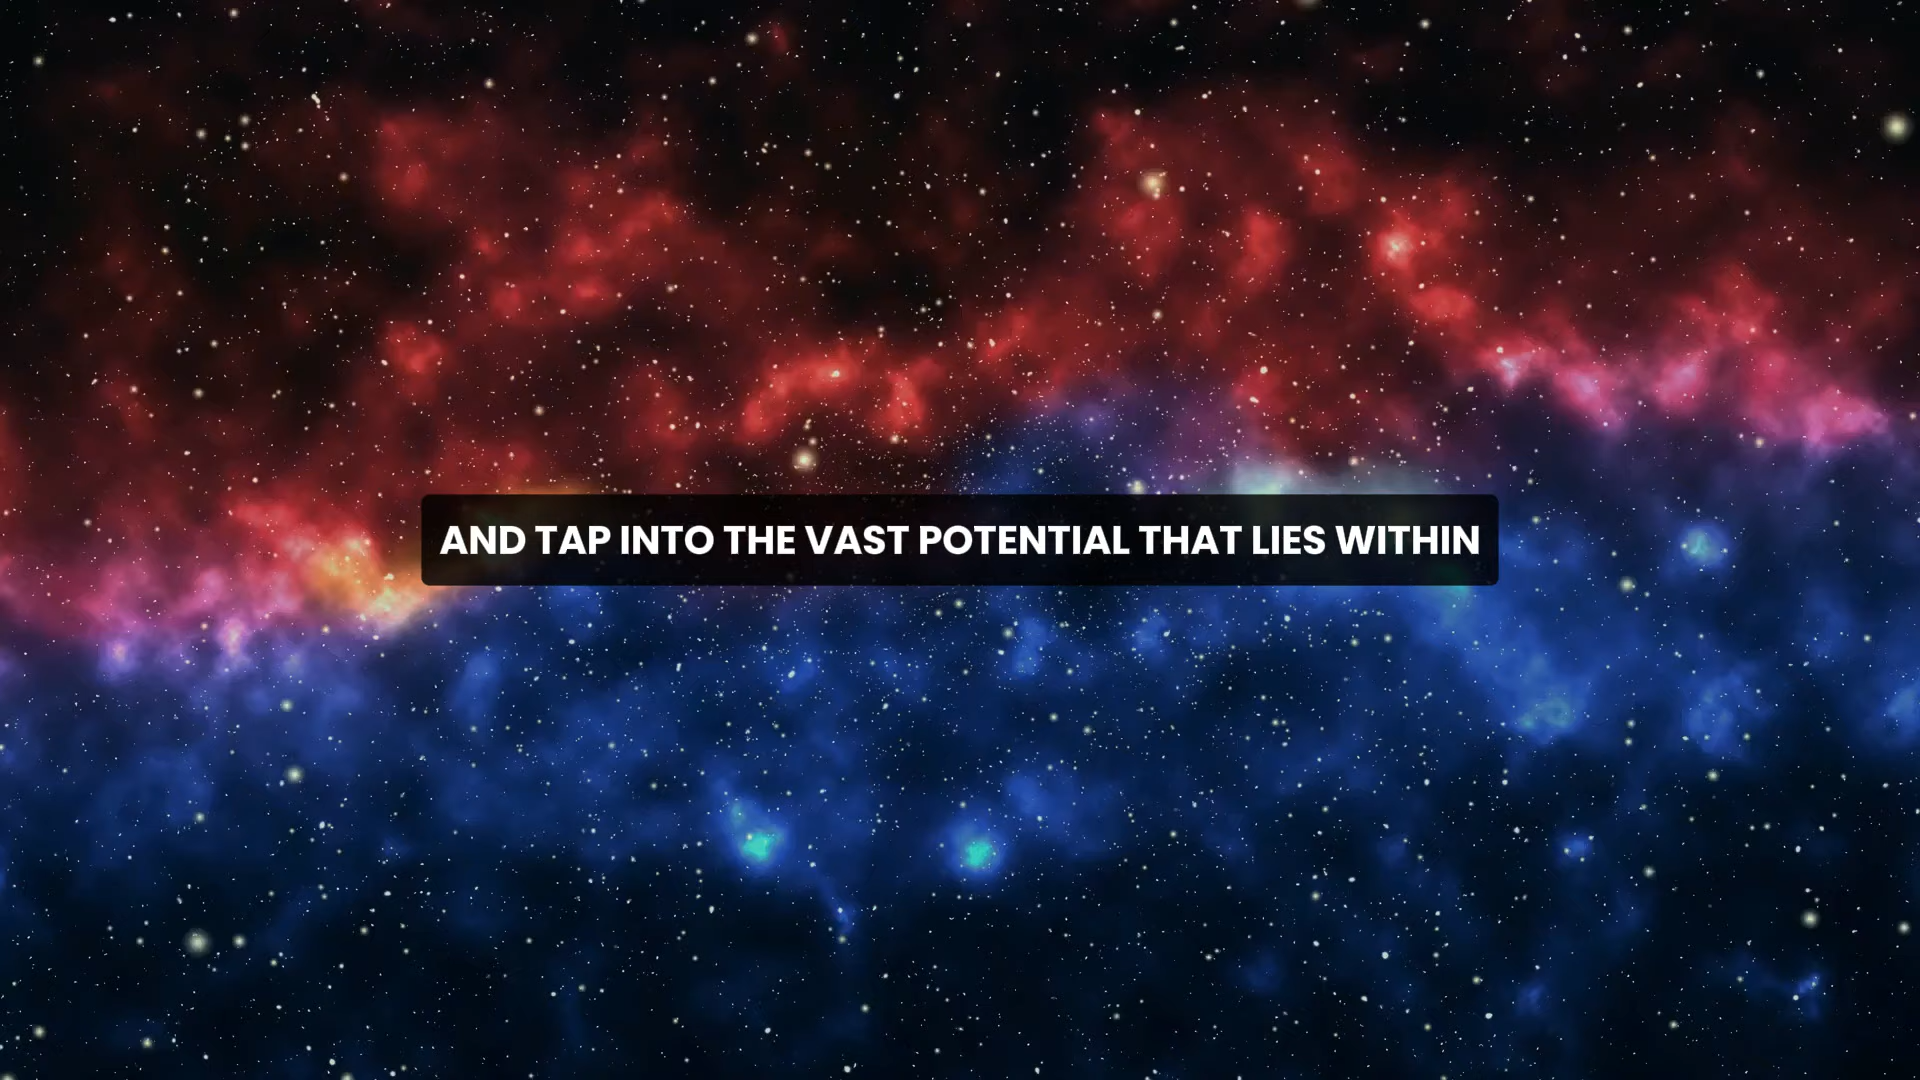 AND TAP INTO THE VAST POTENTIAL THAT LIES WITHIN